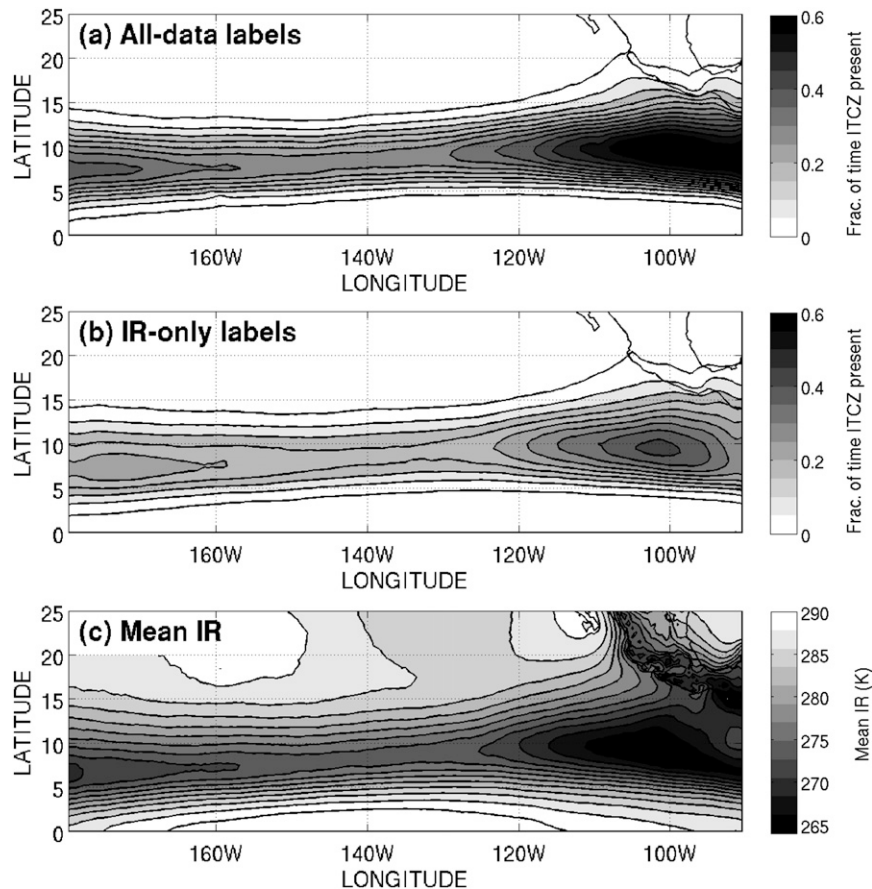 (a) All-data labels
25
20
15
10
5
0
LATITUDE
160W 140W 120W 100W
LONGITUDE
0.6
0.4
0.2
0
Frac. of time ITCZ present
(b) IR-only labels
25
20
15
10
5
0
LATITUDE
160W 140W 120W 100W
LONGITUDE
0.6
0.4
0.2
0
Frac. of time ITCZ present
(c) Mean IR
25
20
15
10
5
0
LATITUDE
160W 140W 120W 100W
LONGITUDE
290
285
280
275
270
265
Mean IR (K)